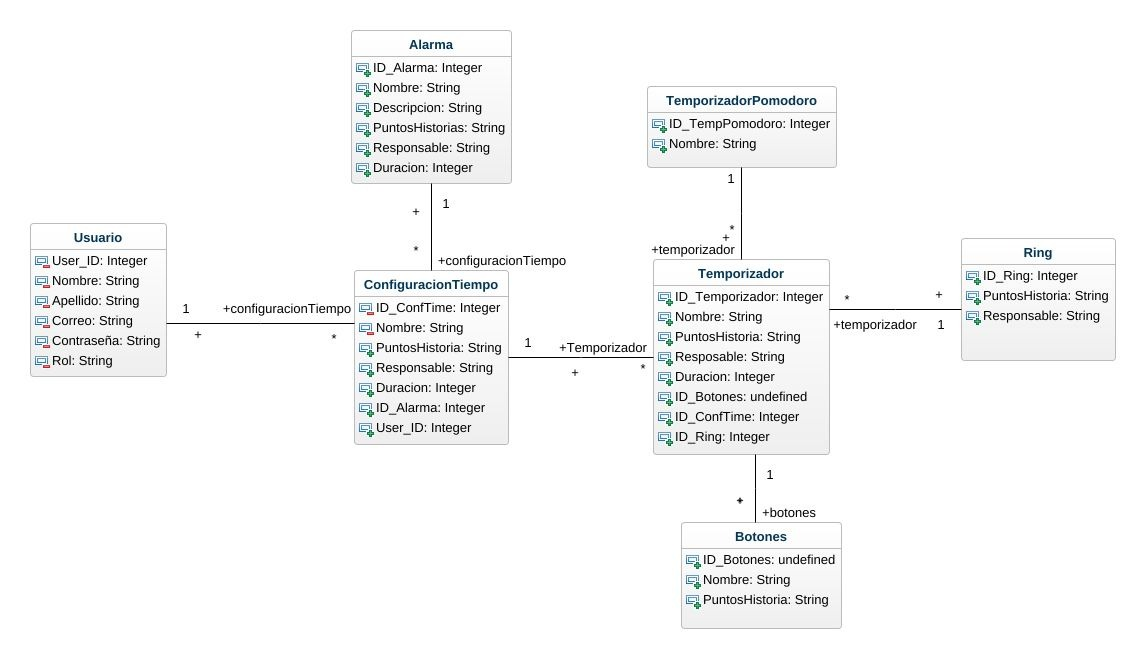 Alarma
ID_Alarma: Integer
Nombre: String
Descripcion: String
PuntosHistorias: String
Responsable: String
Duracion: Integer
+
1
*
+configuracionTiempo
TemporizadorPomodoro
ID_TempPomodoro: Integer
Nombre: String
1
*
+
+temporizador
Usuario
User_ID: Integer
Nombre: String
Apellido: String
Correo: String
Contraseña: String
Rol: String
1
+configuracionTiempo
+
*
ConfiguracionTiempo
ID_ConfTime: Integer
Nombre: String
PuntosHistoria: String
Responsable: String
Duracion: Integer
ID_Alarma: Integer
User_ID: Integer
1
+Temporizador
+
*
Temporizador
ID_Temporizador: Integer
Nombre: String
PuntosHistoria: String
Resposable: String
Duracion: Integer
ID_Botones: undefined
ID_ConfTime: Integer
ID_Ring: Integer
*
+
+temporizador
1
Ring
ID_Ring: Integer
PuntosHistoria: String
Responsable: String
1
*
+
+botones
Botones
ID_Botones: undefined
Nombre: String
PuntosHistoria: String